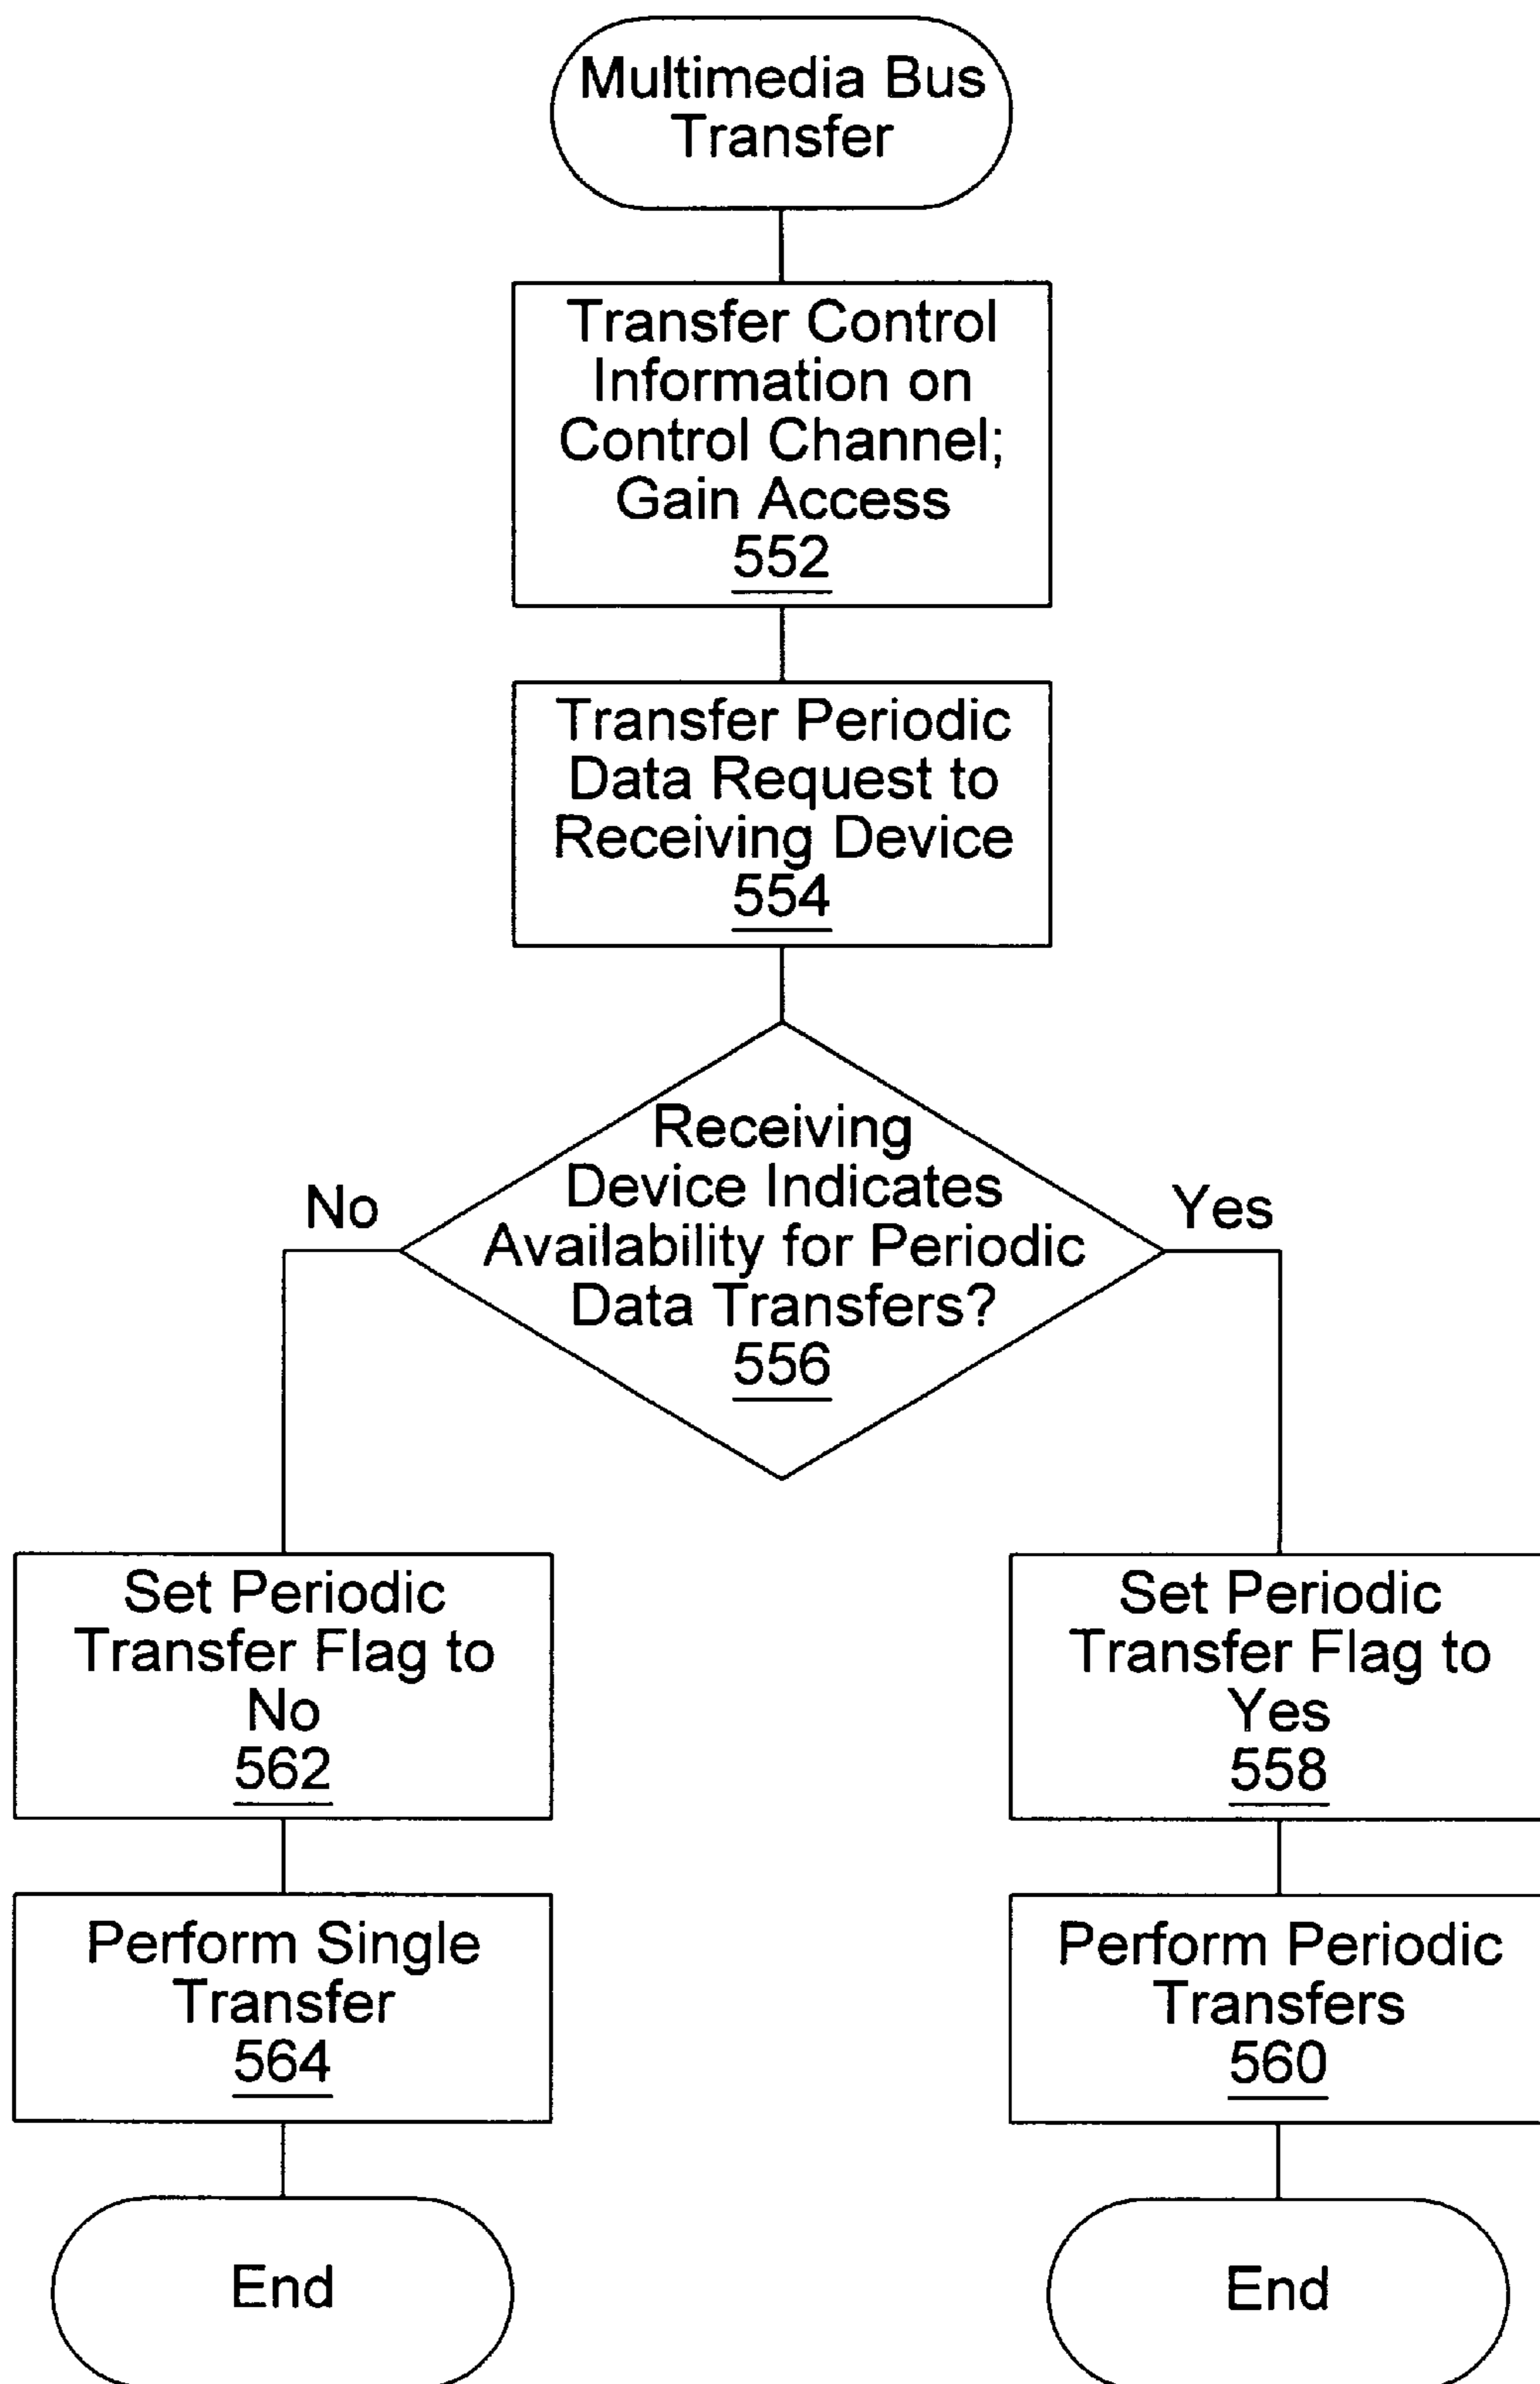 Multimedia Bus
Transfer
Transfer Control
Information on
Control Channel;
Gain Access
552
Transfer Periodic
Data Request to
Receiving Device
554
Receiving
Device Indicates
Availability for Periodic
Data Transfers?
556
No
Yes
Set Periodic
Transfer Flag to
No
562
Set Periodic
Transfer Flag to
Yes
558
Perform Single
Transfer
564
Perform Periodic
Transfers
560
End
End